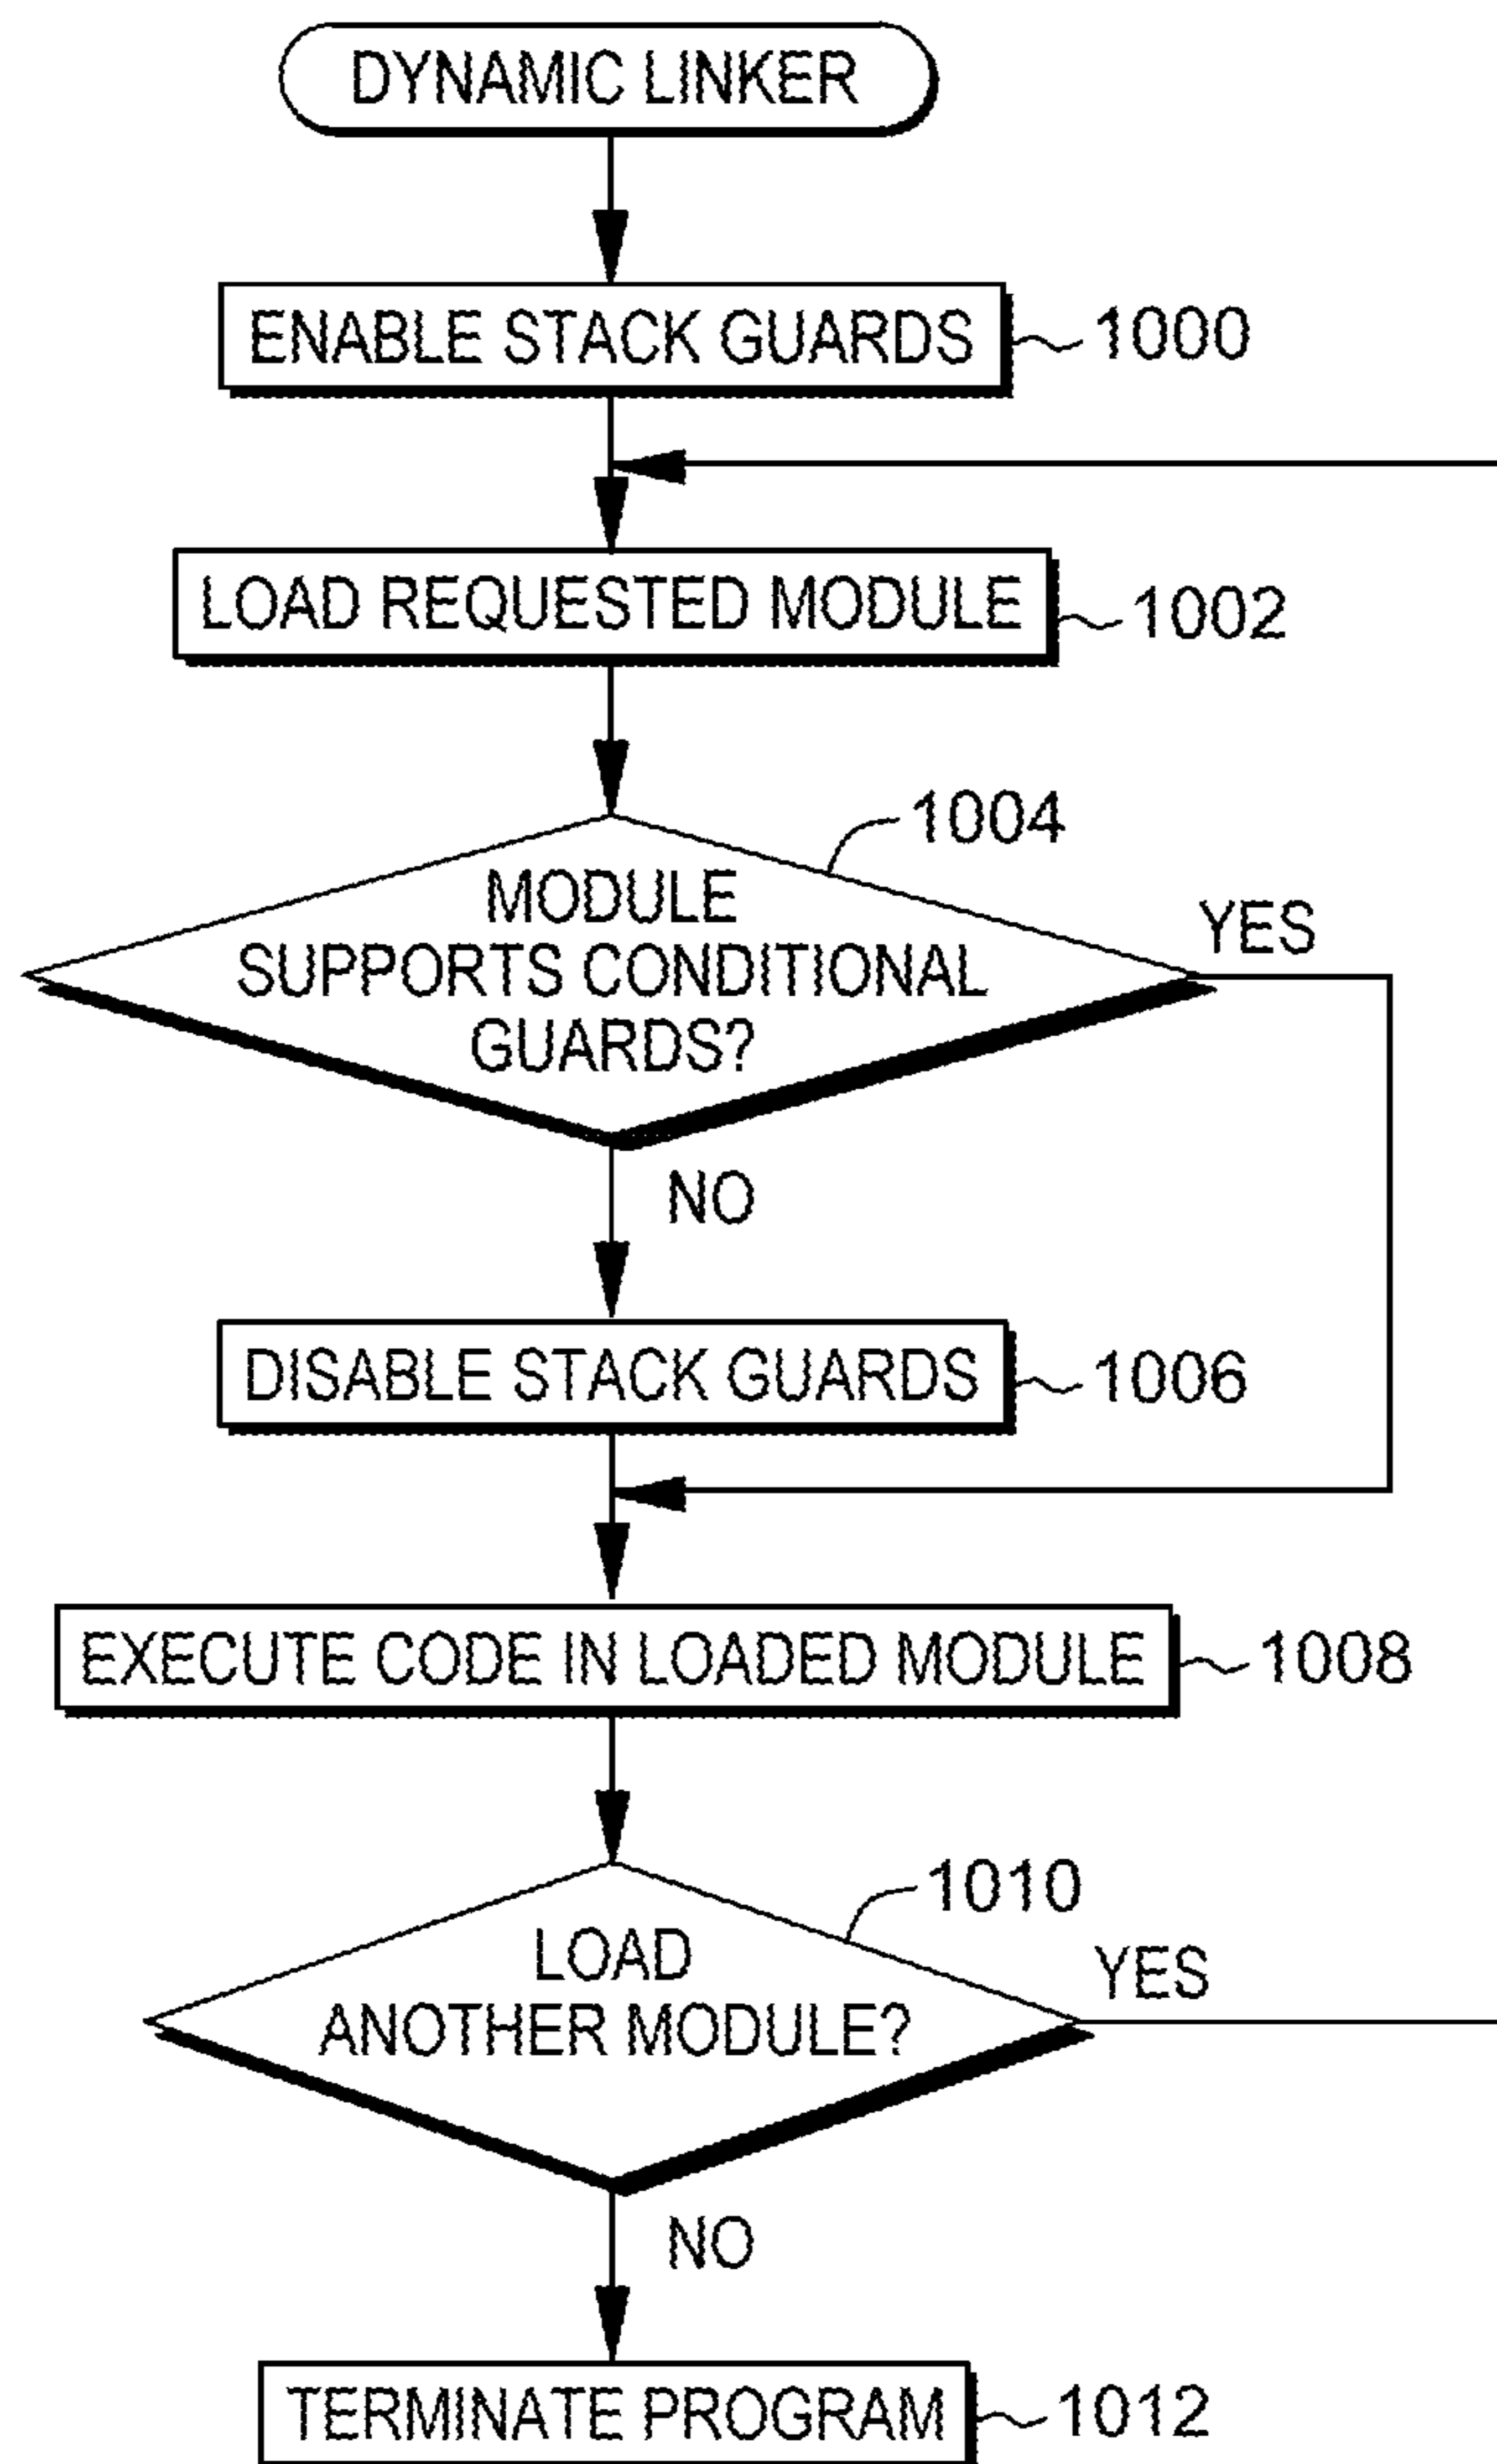 DYNAMIC LINKER
ENABLE STACK GUARDS
1000
LOAD REQUESTED MODULE
1002
1004
MODULE
SUPPORTS CONDITIONAL
GUARDS?
YES
NO
DISABLE STACK GUARDS
1006
EXECUTE CODE IN LOADED MODULE
1008
1010
LOAD
ANOTHER MODULE?
YES
NO
TERMINATE PROGRAM
1012